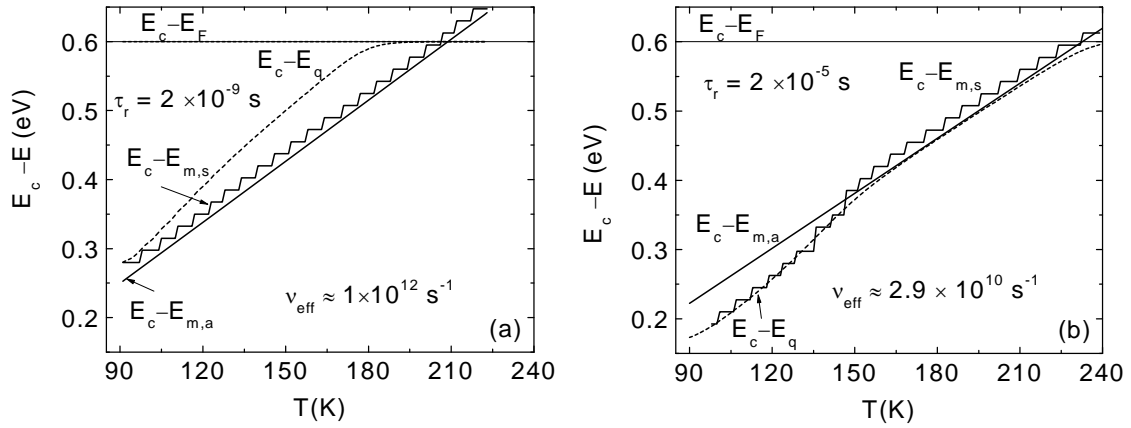 E_c–E_F
E_c–E_q
τ_r = 2 ×10^-9 s
E_c–E_m,s
E_c–E_m,a
ν_eff ≈ 1×10^12 s^-1
(a)
E_c –E (eV)
0.6
0.5
0.4
0.3
0.2
90 120 150 180 210 240
T(K)
E_c–E_F
τ_r = 2 ×10^-5 s
E_c–E_m,s
E_c–E_m,a
ν_eff ≈ 2.9 × 10^10 s^-1
E_c–E_q
(b)
E_c –E (eV)
0.6
0.5
0.4
0.3
0.2
90 120 150 180 210 240
T(K)